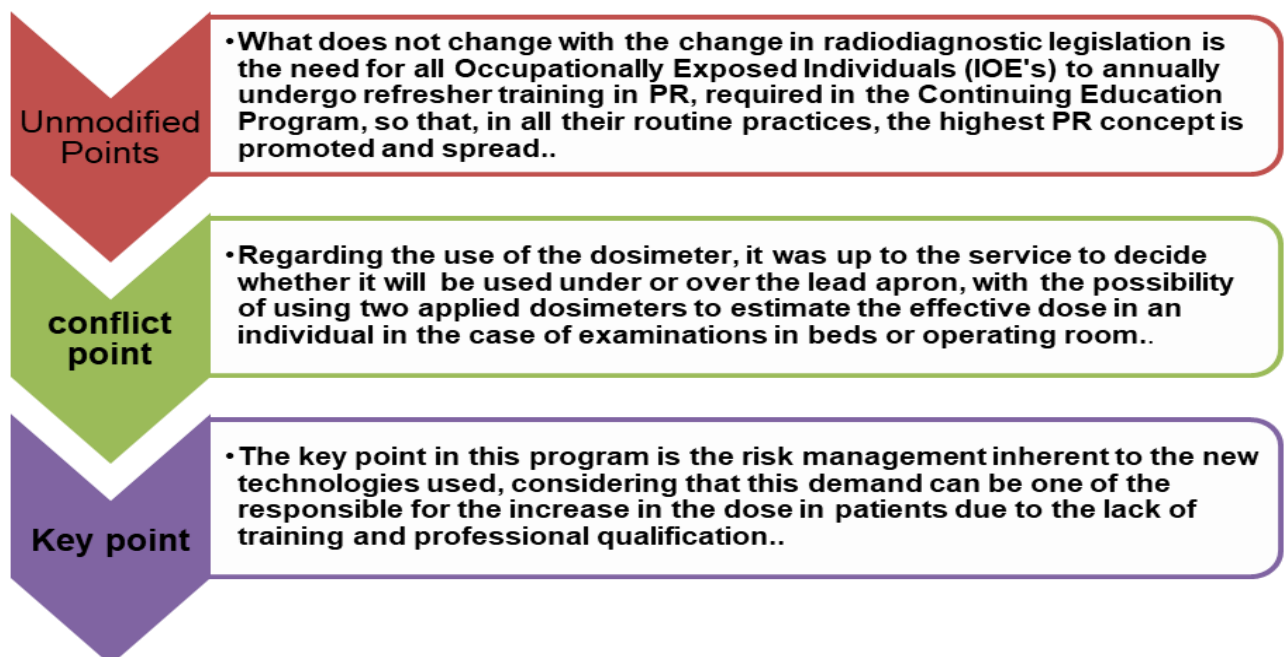 Unmodified
Points
•What does not change with the change in radiodiagnostic legislation is
the need for all Occupationally Exposed Individuals (IOE's) to annually
undergo refresher training in PR, required in the Continuing Education
Program, so that, in all their routine practices, the highest PR concept is
promoted and spread..
conflict
point
•Regarding the use of the dosimeter, it was up to the service to decide
whether it will be used under or over the lead apron, with the possibility
of using two applied dosimeters to estimate the effective dose in an
individual in the case of examinations in beds or operating room..
Key point
•The key point in this program is the risk management inherent to the new
technologies used, considering that this demand can be one of the
responsible for the increase in the dose in patients due to the lack of
training and professional qualification..